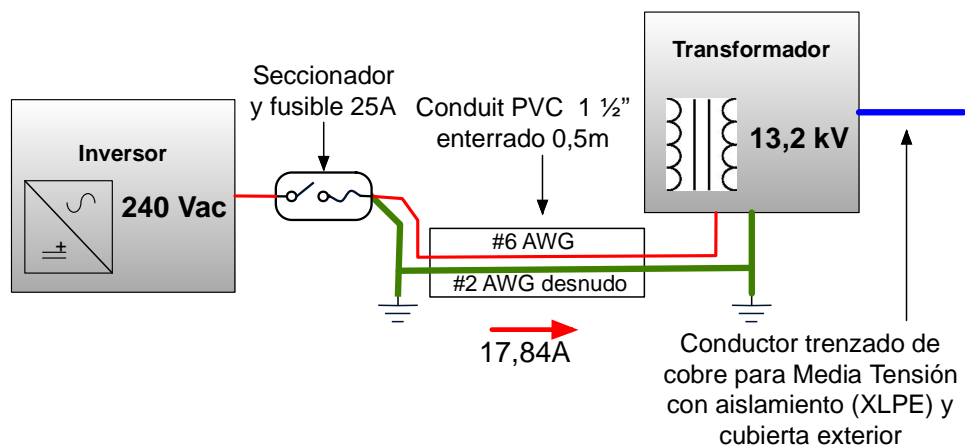 Inversor
240 Vac
Seccionador
y fusible 25A
Conduit PVC 1 ½”
enterrado 0,5m
#6 AWG
#2 AWG desnudo
17,84A
Transformador
13,2 kV
Conductor trenzado de
cobre para Media Tensión
con aislamiento (XLPE) y
cubierta exterior